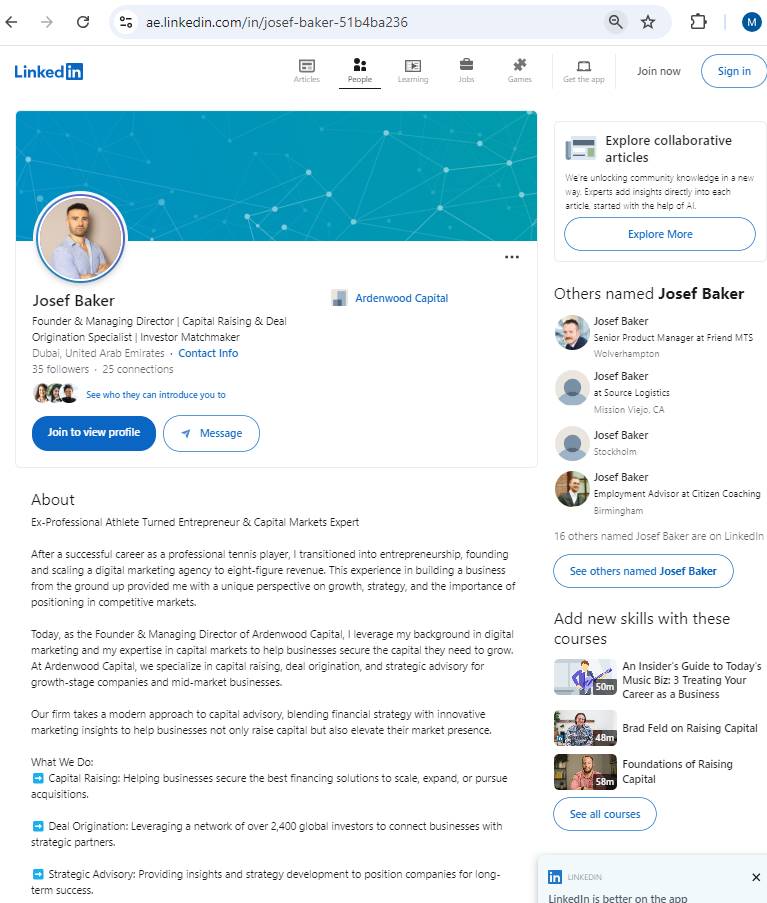 ae.linkedin.com/in/josef-baker-51b4ba236
M
Linked in
Articles
People
Learning
Jobs
Games
Get the app
Join now
Sign in
Josef Baker
Founder & Managing Director | Capital Raising & Deal
Origination Specialist | Investor Matchmaker
Dubai, United Arab Emirates · Contact Info
35 followers · 25 connections
See who they can introduce you to
Join to view profile
Message
Ardenwood Capital
About
Ex-Professional Athlete Turned Entrepreneur & Capital Markets Expert
After a successful career as a professional tennis player, I transitioned into entrepreneurship, founding
and scaling a digital marketing agency to eight-figure revenue. This experience in building a business
from the ground up provided me with a unique perspective on growth, strategy, and the importance of
positioning in competitive markets.
Today, as the Founder & Managing Director of Ardenwood Capital, I leverage my background in digital
marketing and my expertise in capital markets to help businesses secure the capital they need to grow.
At Ardenwood Capital, we specialize in capital raising, deal origination, and strategic advisory for
growth-stage companies and mid-market businesses.
Our firm takes a modern approach to capital advisory, blending financial strategy with innovative
marketing insights to help businesses not only raise capital but also elevate their market presence.
What We Do:
➡️ Capital Raising: Helping businesses secure the best financing solutions to scale, expand, or pursue
acquisitions.
➡️ Deal Origination: Leveraging a network of over 2,400 global investors to connect businesses with
strategic partners.
➡️ Strategic Advisory: Providing insights and strategy development to position companies for long-
term success.
Explore collaborative
articles
We're unlocking community knowledge in a new
way. Experts add insights directly into each
article, started with the help of AI.
Explore More
Others named Josef Baker
Josef Baker
Senior Product Manager at Friend MTS
Wolverhampton
Josef Baker
at Source Logistics
Mission Viejo, CA
Josef Baker
Stockholm
Josef Baker
Employment Advisor at Citizen Coaching
Birmingham
16 others named Josef Baker are on LinkedIn
See others named Josef Baker
Add new skills with these
courses
50m
An Insider's Guide to Today's
Music Biz: 3 Treating Your
Career as a Business
48m
Brad Feld on Raising Capital
58m
Foundations of Raising
Capital
See all courses
in LINKEDIN
LinkedIn is better on the app